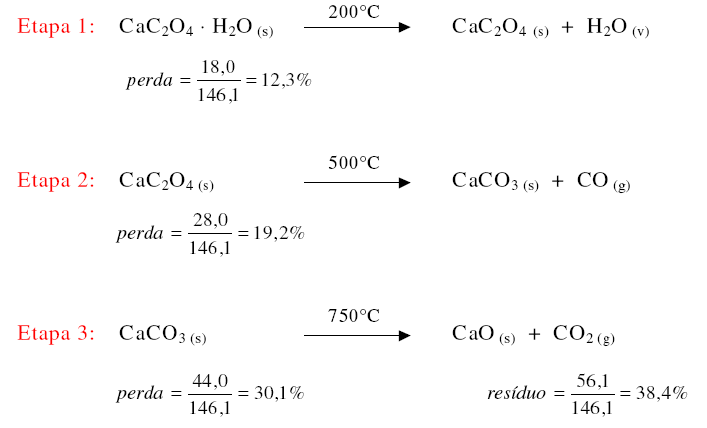 200°C
Etapa 1: CaC2O4 · H2O (s) CaC2O4 (s) + H2O (v)
perda = 18,0 / 146,1 = 12,3%
500°C
Etapa 2: CaC2O4 (s) CaCO3 (s) + CO (g)
perda = 28,0 / 146,1 = 19,2%
750°C
Etapa 3: CaCO3 (s) CaO (s) + CO2 (g)
perda = 44,0 / 146,1 = 30,1% resíduo = 56,1 / 146,1 = 38,4%